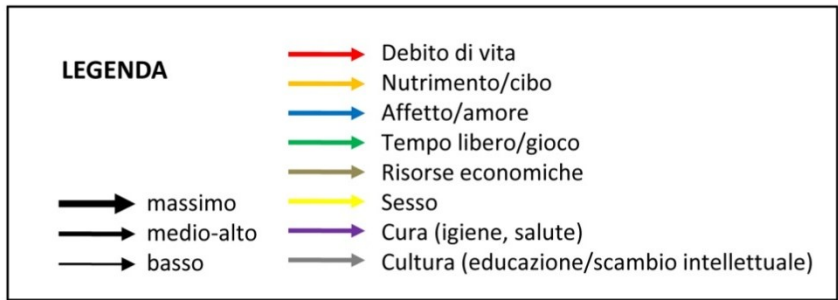 LEGENDA
massimo
medio-alto
basso
Debito di vita
Nutrimento/cibo
Affetto/amore
Tempo libero/gioco
Risorse economiche
Sesso
Cura (igiene, salute)
Cultura (educazione/scambio intellettuale)